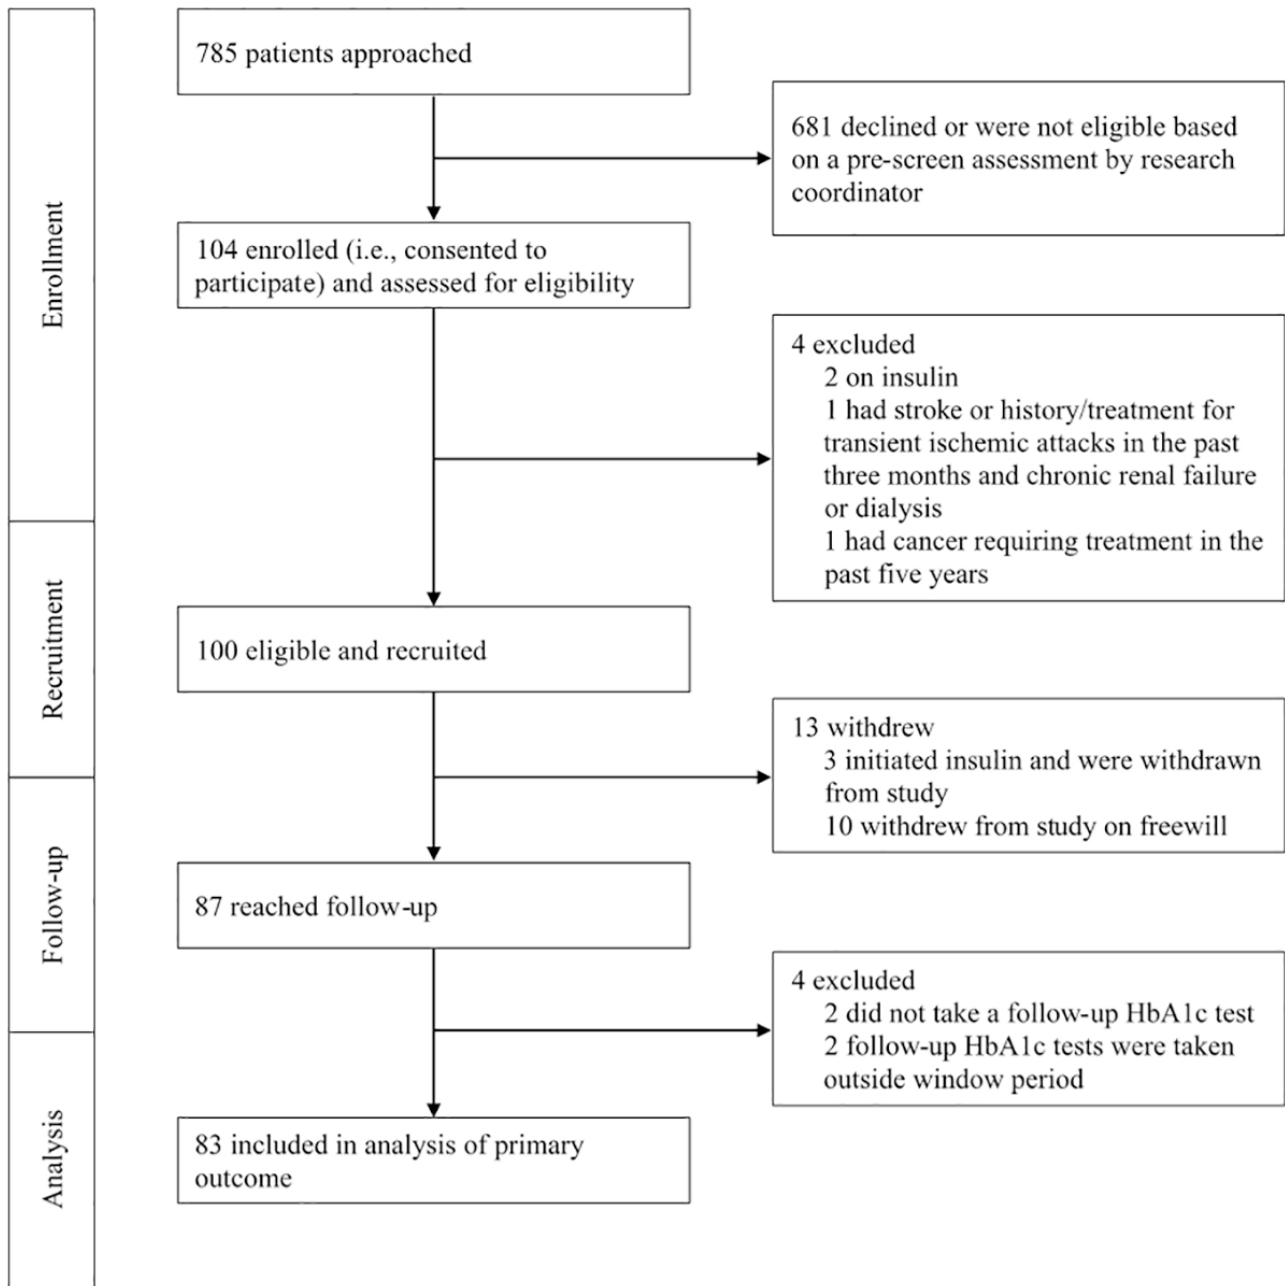 785 patients approached
681 declined or were not eligible based
on a pre-screen assessment by research
coordinator
Enrollment
104 enrolled (i.e., consented to
participate) and assessed for eligibility
4 excluded
2 on insulin
1 had stroke or history/treatment for
transient ischemic attacks in the past
three months and chronic renal failure
or dialysis
1 had cancer requiring treatment in the
past five years
Recruitment
100 eligible and recruited
13 withdrew
3 initiated insulin and were withdrawn
from study
10 withdrew from study on freewill
Follow-up
87 reached follow-up
4 excluded
2 did not take a follow-up HbA1c test
2 follow-up HbA1c tests were taken
outside window period
Analysis
83 included in analysis of primary
outcome